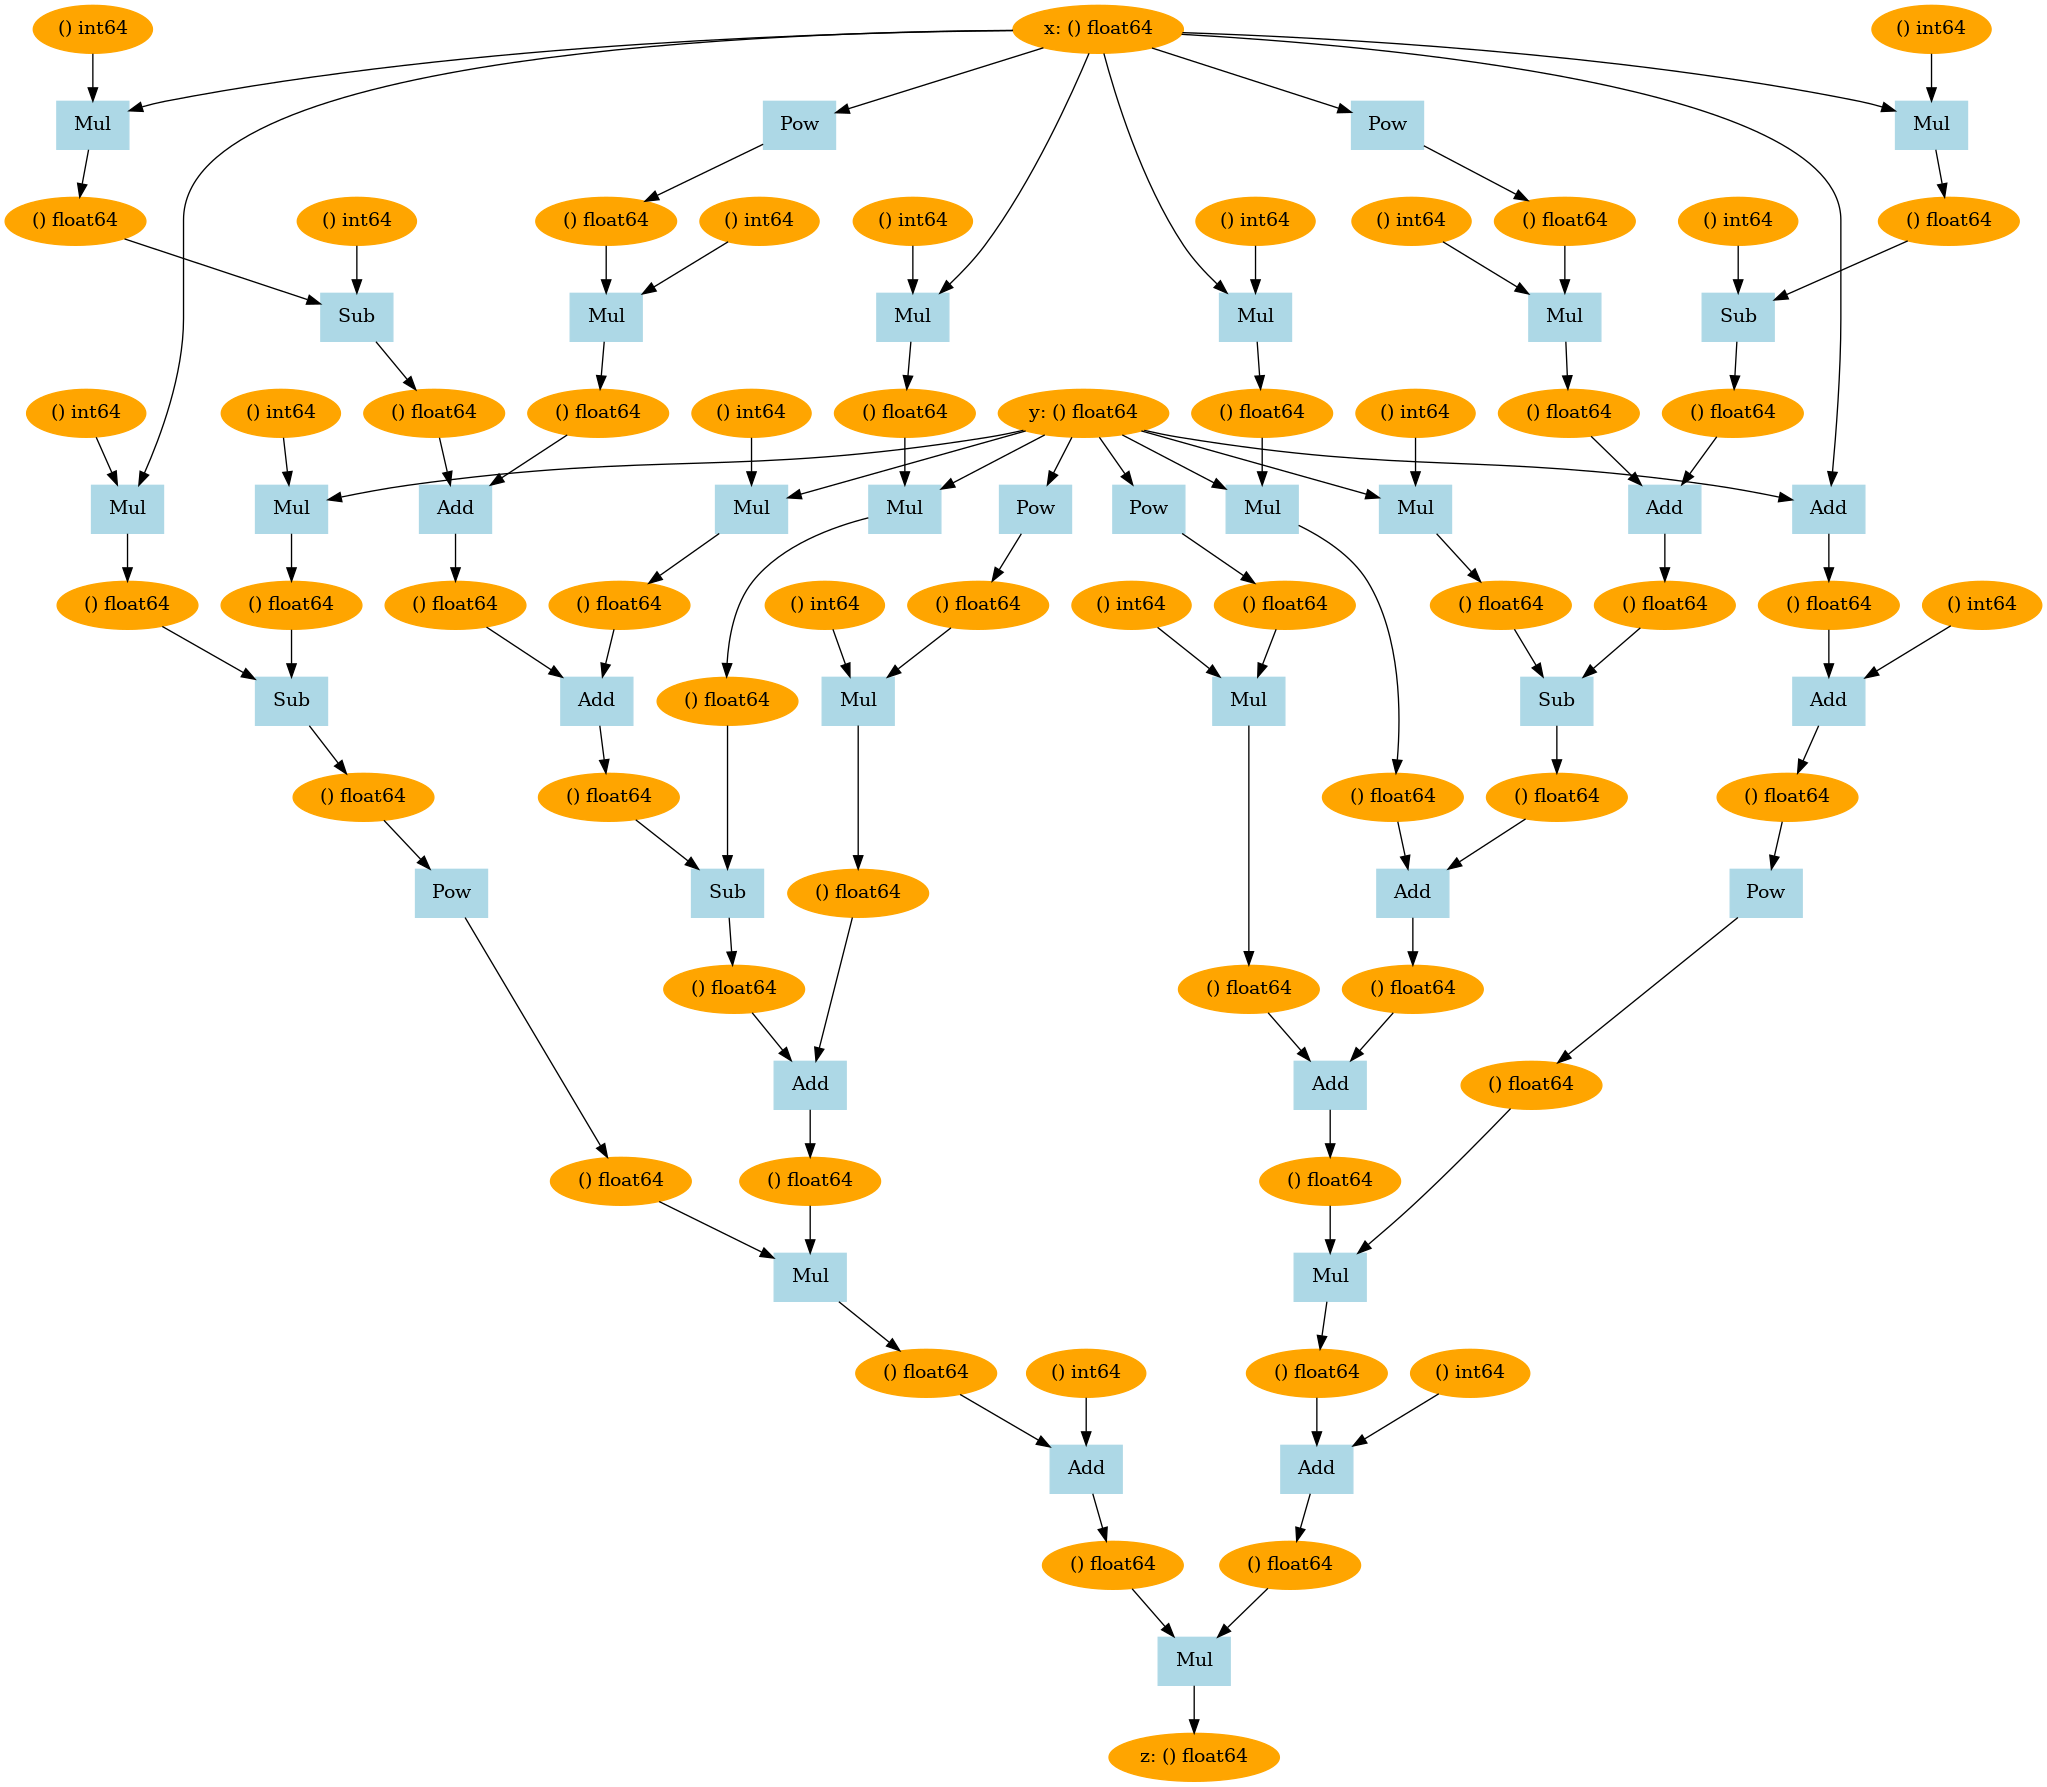 () int64
x: () float64
() int64
Mul
Pow
Pow
Mul
() float64
() int64
() float64
() int64
() int64
() int64
() int64
() float64
() int64
() float64
Sub
Mul
Mul
Mul
Mul
Sub
() int64
() int64
() float64
() float64
() int64
() float64
y: () float64
() float64
() int64
() float64
() float64
Mul
Mul
Add
Mul
Mul
Pow
Pow
Mul
Mul
Add
Add
() float64
() float64
() float64
() float64
() int64
() float64
() int64
() float64
() float64
() float64
() float64
() int64
Sub
Add
() float64
Mul
Mul
Sub
Add
() float64
() float64
() float64
() float64
() float64
Pow
Sub
() float64
Add
Pow
() float64
() float64
() float64
Add
Add
() float64
() float64
() float64
() float64
Mul
Mul
() float64
() int64
() float64
() int64
Add
Add
() float64
() float64
Mul
z: () float64